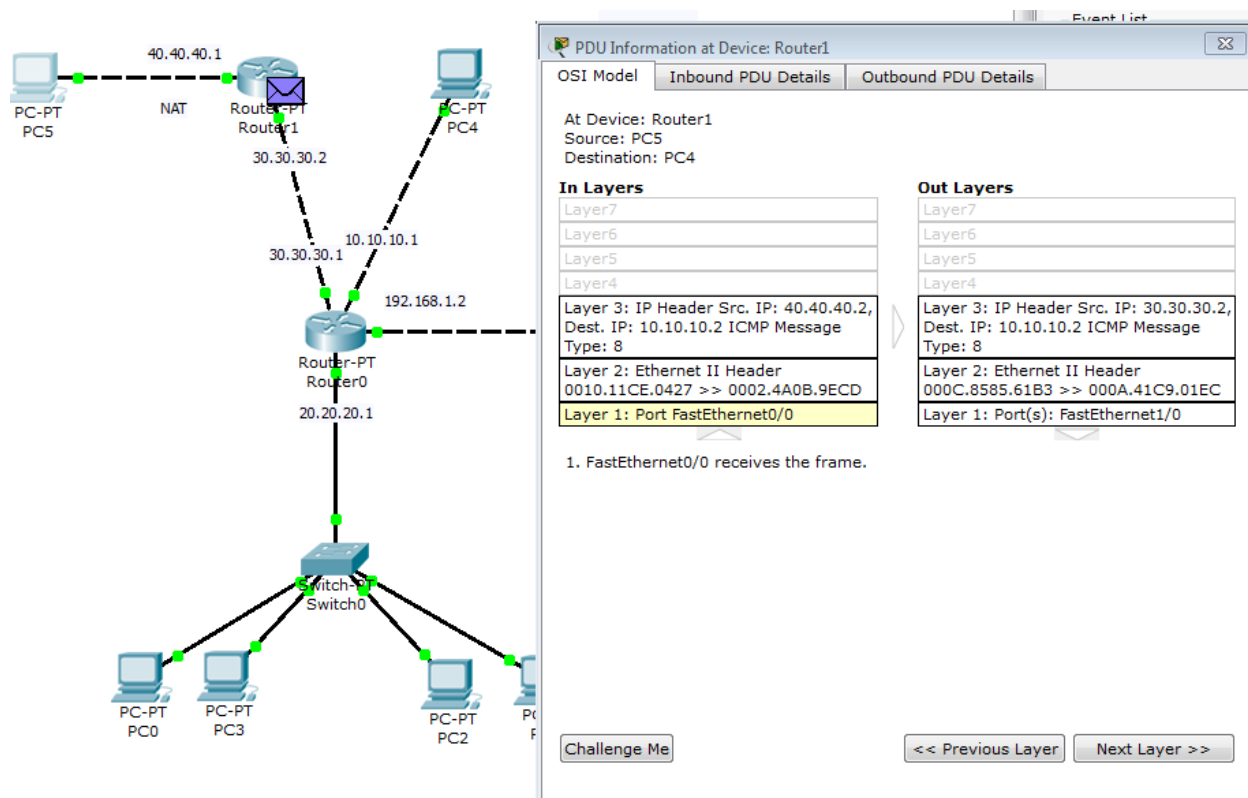 Event List
40.40.40.1
PC-PT
PC5
NAT
Router-PT
Router1
PC-PT
PC4
30.30.30.2
10.10.10.1
30.30.30.1
192.168.1.2
Router-PT
Router0
20.20.20.1
Switch-PT
Switch0
PC-PT
PC0
PC-PT
PC3
PC-PT
PC2
PDU Information at Device: Router1
OSI Model
Inbound PDU Details
Outbound PDU Details
At Device: Router1
Source: PC5
Destination: PC4
In Layers
Layer7
Layer6
Layer5
Layer4
Layer 3: IP Header Src. IP: 40.40.40.2,
Dest. IP: 10.10.10.2 ICMP Message
Type: 8
Layer 2: Ethernet II Header
0010.11CE.0427 >> 0002.4A0B.9ECD
Layer 1: Port FastEthernet0/0
Out Layers
Layer7
Layer6
Layer5
Layer4
Layer 3: IP Header Src. IP: 30.30.30.2,
Dest. IP: 10.10.10.2 ICMP Message
Type: 8
Layer 2: Ethernet II Header
000C.8585.61B3 >> 000A.41C9.01EC
Layer 1: Port(s): FastEthernet1/0
1. FastEthernet0/0 receives the frame.
Challenge Me
<< Previous Layer
Next Layer >>